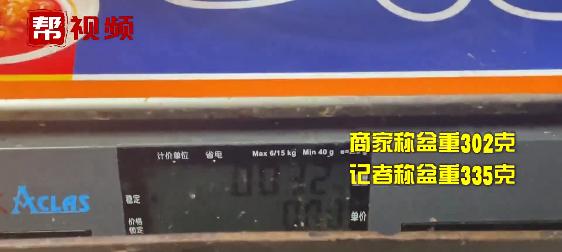 帮视频
商家称盆重302克
记者称盆重335克
计价单位 省电 Max 6/15 kg Min 40 g e=
稳定
ACLAS
价格
锁定
单价